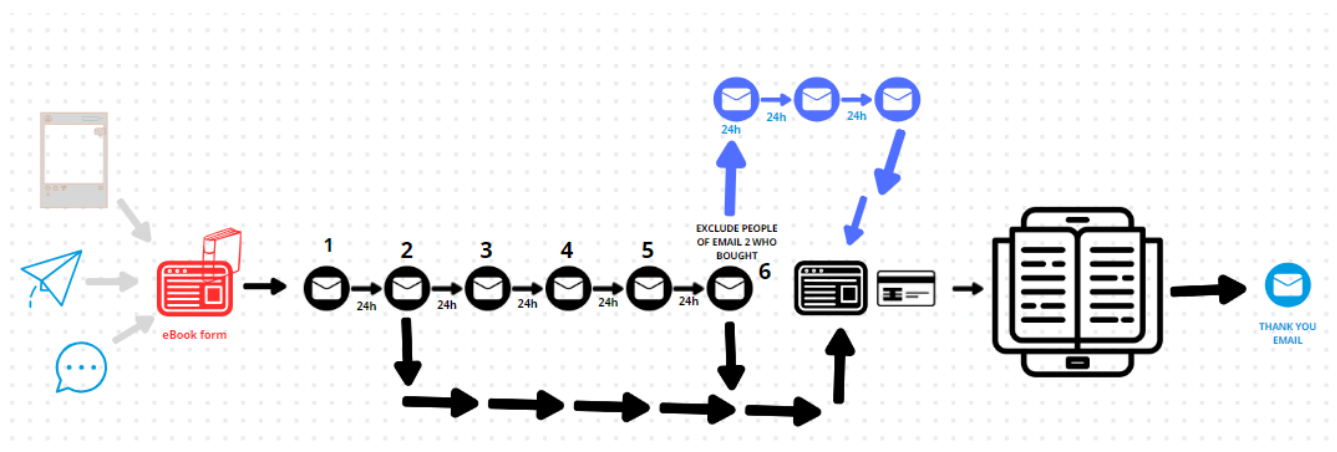 24h
24h
24h
EXCLUDE PEOPLE
OF EMAIL 2 WHO
BOUGHT
1
2
3
4
5
6
24h
24h
24h
24h
24h
eBook form
THANK YOU
EMAIL